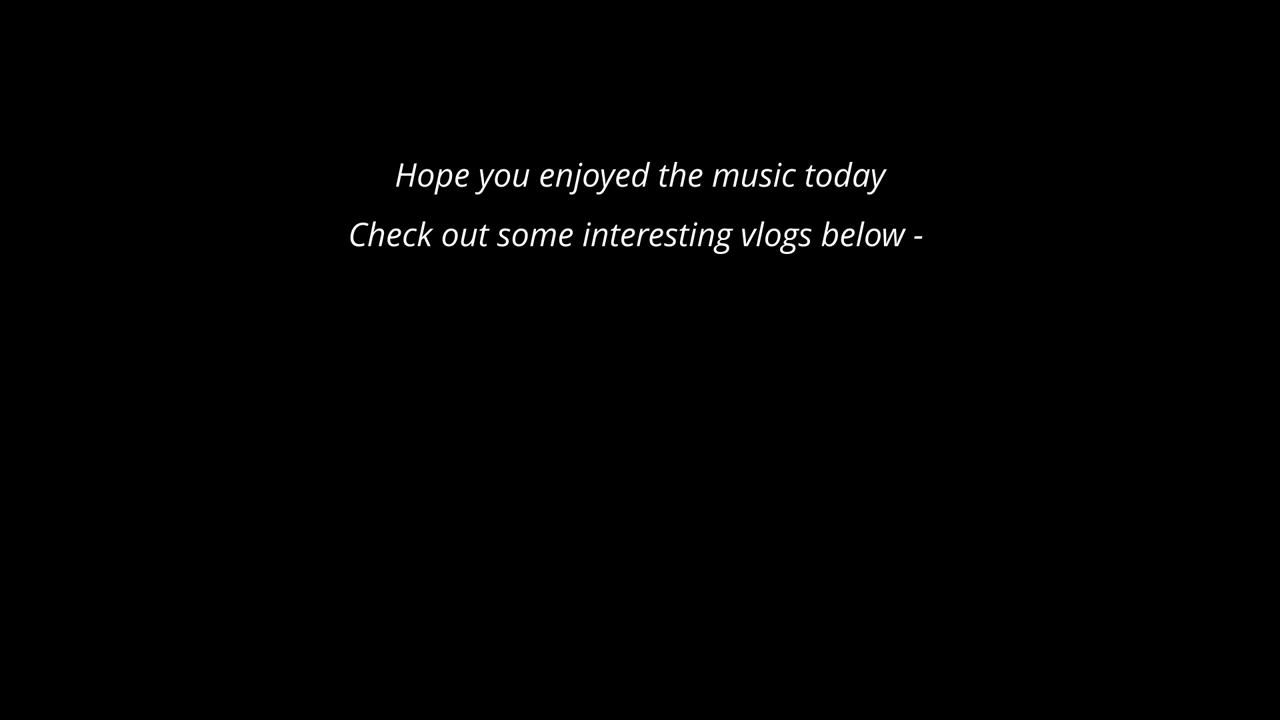 Hope you enjoyed the music today
Check out some interesting vlogs below -